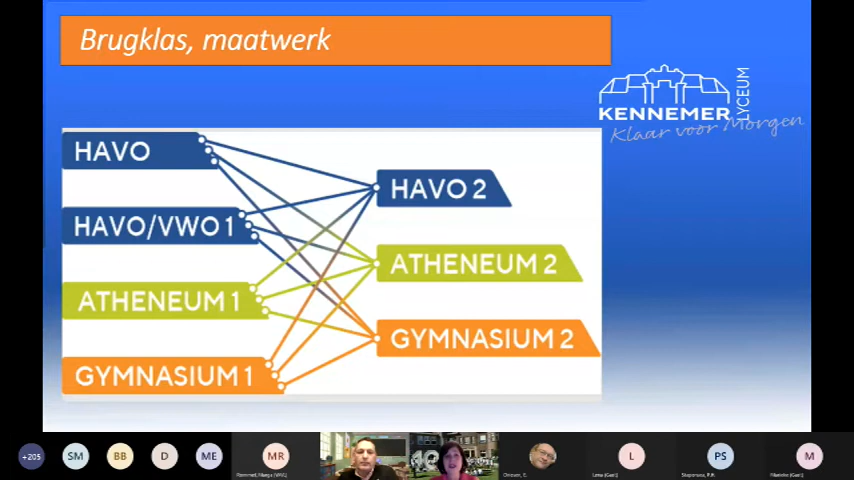 Brugklas, maatwerk
KENNEMER
LYCEUM
Klaar voor Morgen
HAVO
HAVO/VWO 1
ATHENEUM 1
GYMNASIUM 1
HAVO 2
ATHENEUM 2
GYMNASIUM 2
+205
SM
BB
D
ME
MR
L
PS
M